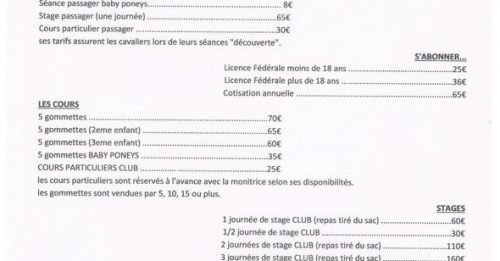 Séance passager baby poneys.................................... 8€
Stage passager (une journée) ..................................65€
Cours particulier passager ......................................30€
ses tarifs assurent les cavaliers lors de leurs séances "découverte".
S'ABONNER...
Licence Fédérale moins de 18 ans ...............................25€
Licence Fédérale plus de 18 ans .................................36€
Cotisation annuelle ..................................................65€
LES COURS
5 gommettes .....................................................70€
5 gommettes (2eme enfant) ....................................65€
5 gommettes (3eme enfant) ....................................60€
5 gommettes BABY PONEYS ....................................35€
COURS PARTICULIERS CLUB ....................................25€
les cours particuliers sont réservés à l'avance avec la monitrice selon ses disponibilités.
les gommettes sont vendues par 5, 10, 15 ou plus.
STAGES
1 journée de stage CLUB (repas tiré du sac) ....................60€
1/2 journée de stage CLUB .......................................30€
2 journées de stage CLUB (repas tiré du sac) ..................110€
3 journées de stage CLUB (repas tiré du sac) ..................160€